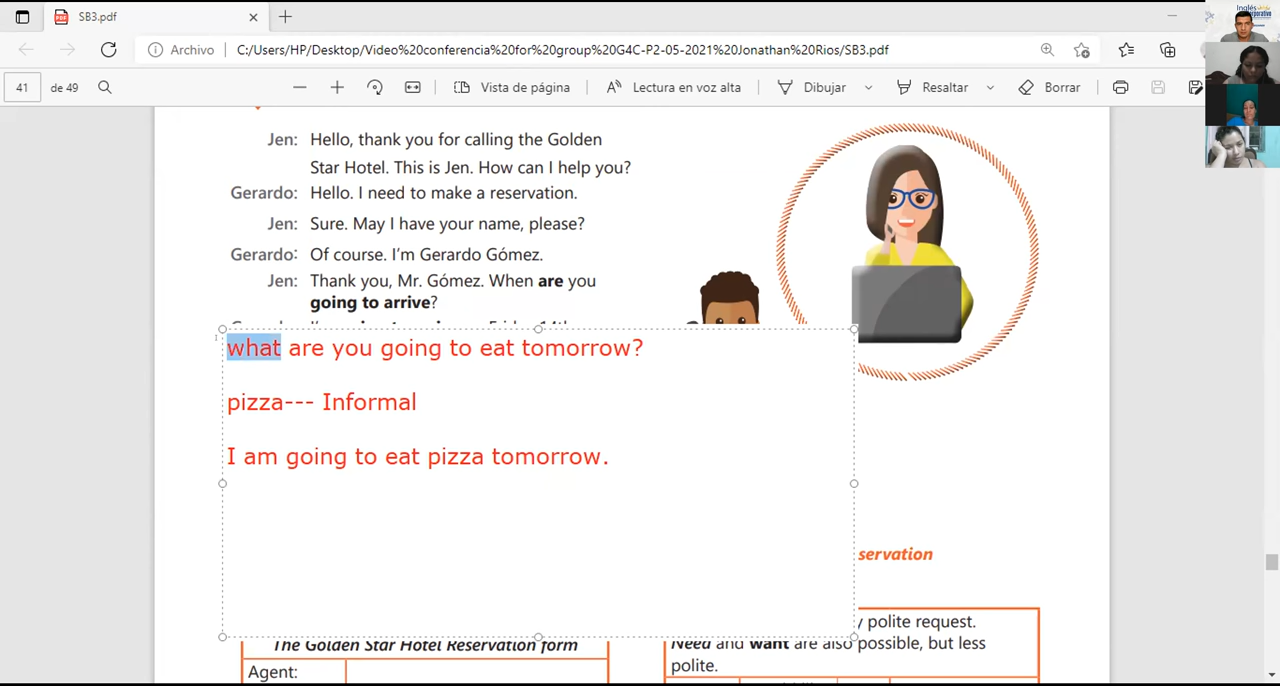 SB3.pdf
Archivo C:/Users/HP/Desktop/Video%20conferencia%20for%20group%20G4C-P2-05-2021%20Jonathan%20Rios/SB3.pdf
41 de 49 Vista de página Lectura en voz alta Dibujar Resaltar Borrar
Inglés
Jen: Hello, thank you for calling the Golden
Star Hotel. This is Jen. How can I help you?
Gerardo: Hello. I need to make a reservation.
Jen: Sure. May I have your name, please?
Gerardo: Of course. I'm Gerardo Gómez.
Jen: Thank you, Mr. Gómez. When are you
going to arrive?
what are you going to eat tomorrow?
pizza--- Informal
I am going to eat pizza tomorrow.
servation
polite request.
Need and want are also possible, but less
polite.
The Golden Star Hotel Reservation form
Agent: